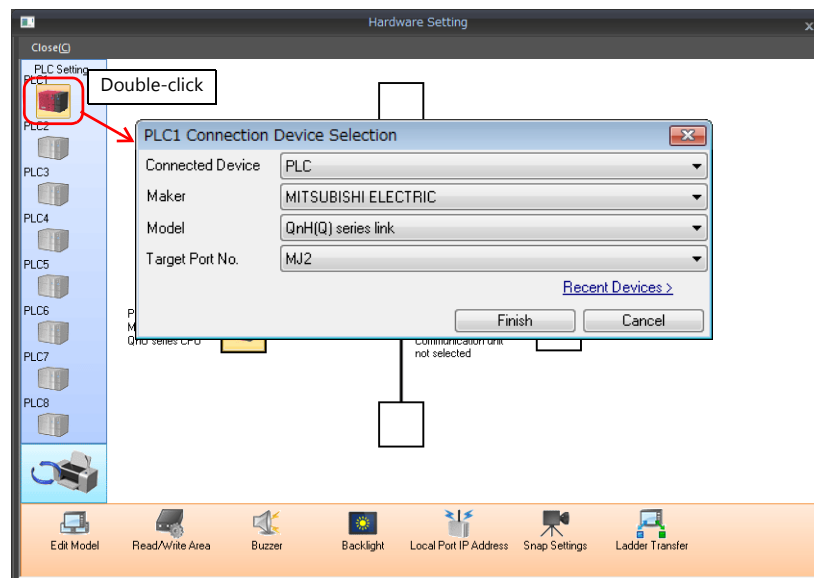 Hardware Setting
x
Close(C)
PLC Setting
PLC1
Double-click
PLC2
PLC3
PLC4
PLC5
PLC6
PLC7
PLC8
PLC1 Connection Device Selection
Connected Device PLC
Maker MITSUBISHI ELECTRIC
Model QnH(Q) series link
Target Port No. MJ2
Recent Devices >
Finish Cancel
P
M
series CPU
Communication unit
not selected
Edit Model Read/Write Area Buzzer Backlight Local Port IP Address Snap Settings Ladder Transfer